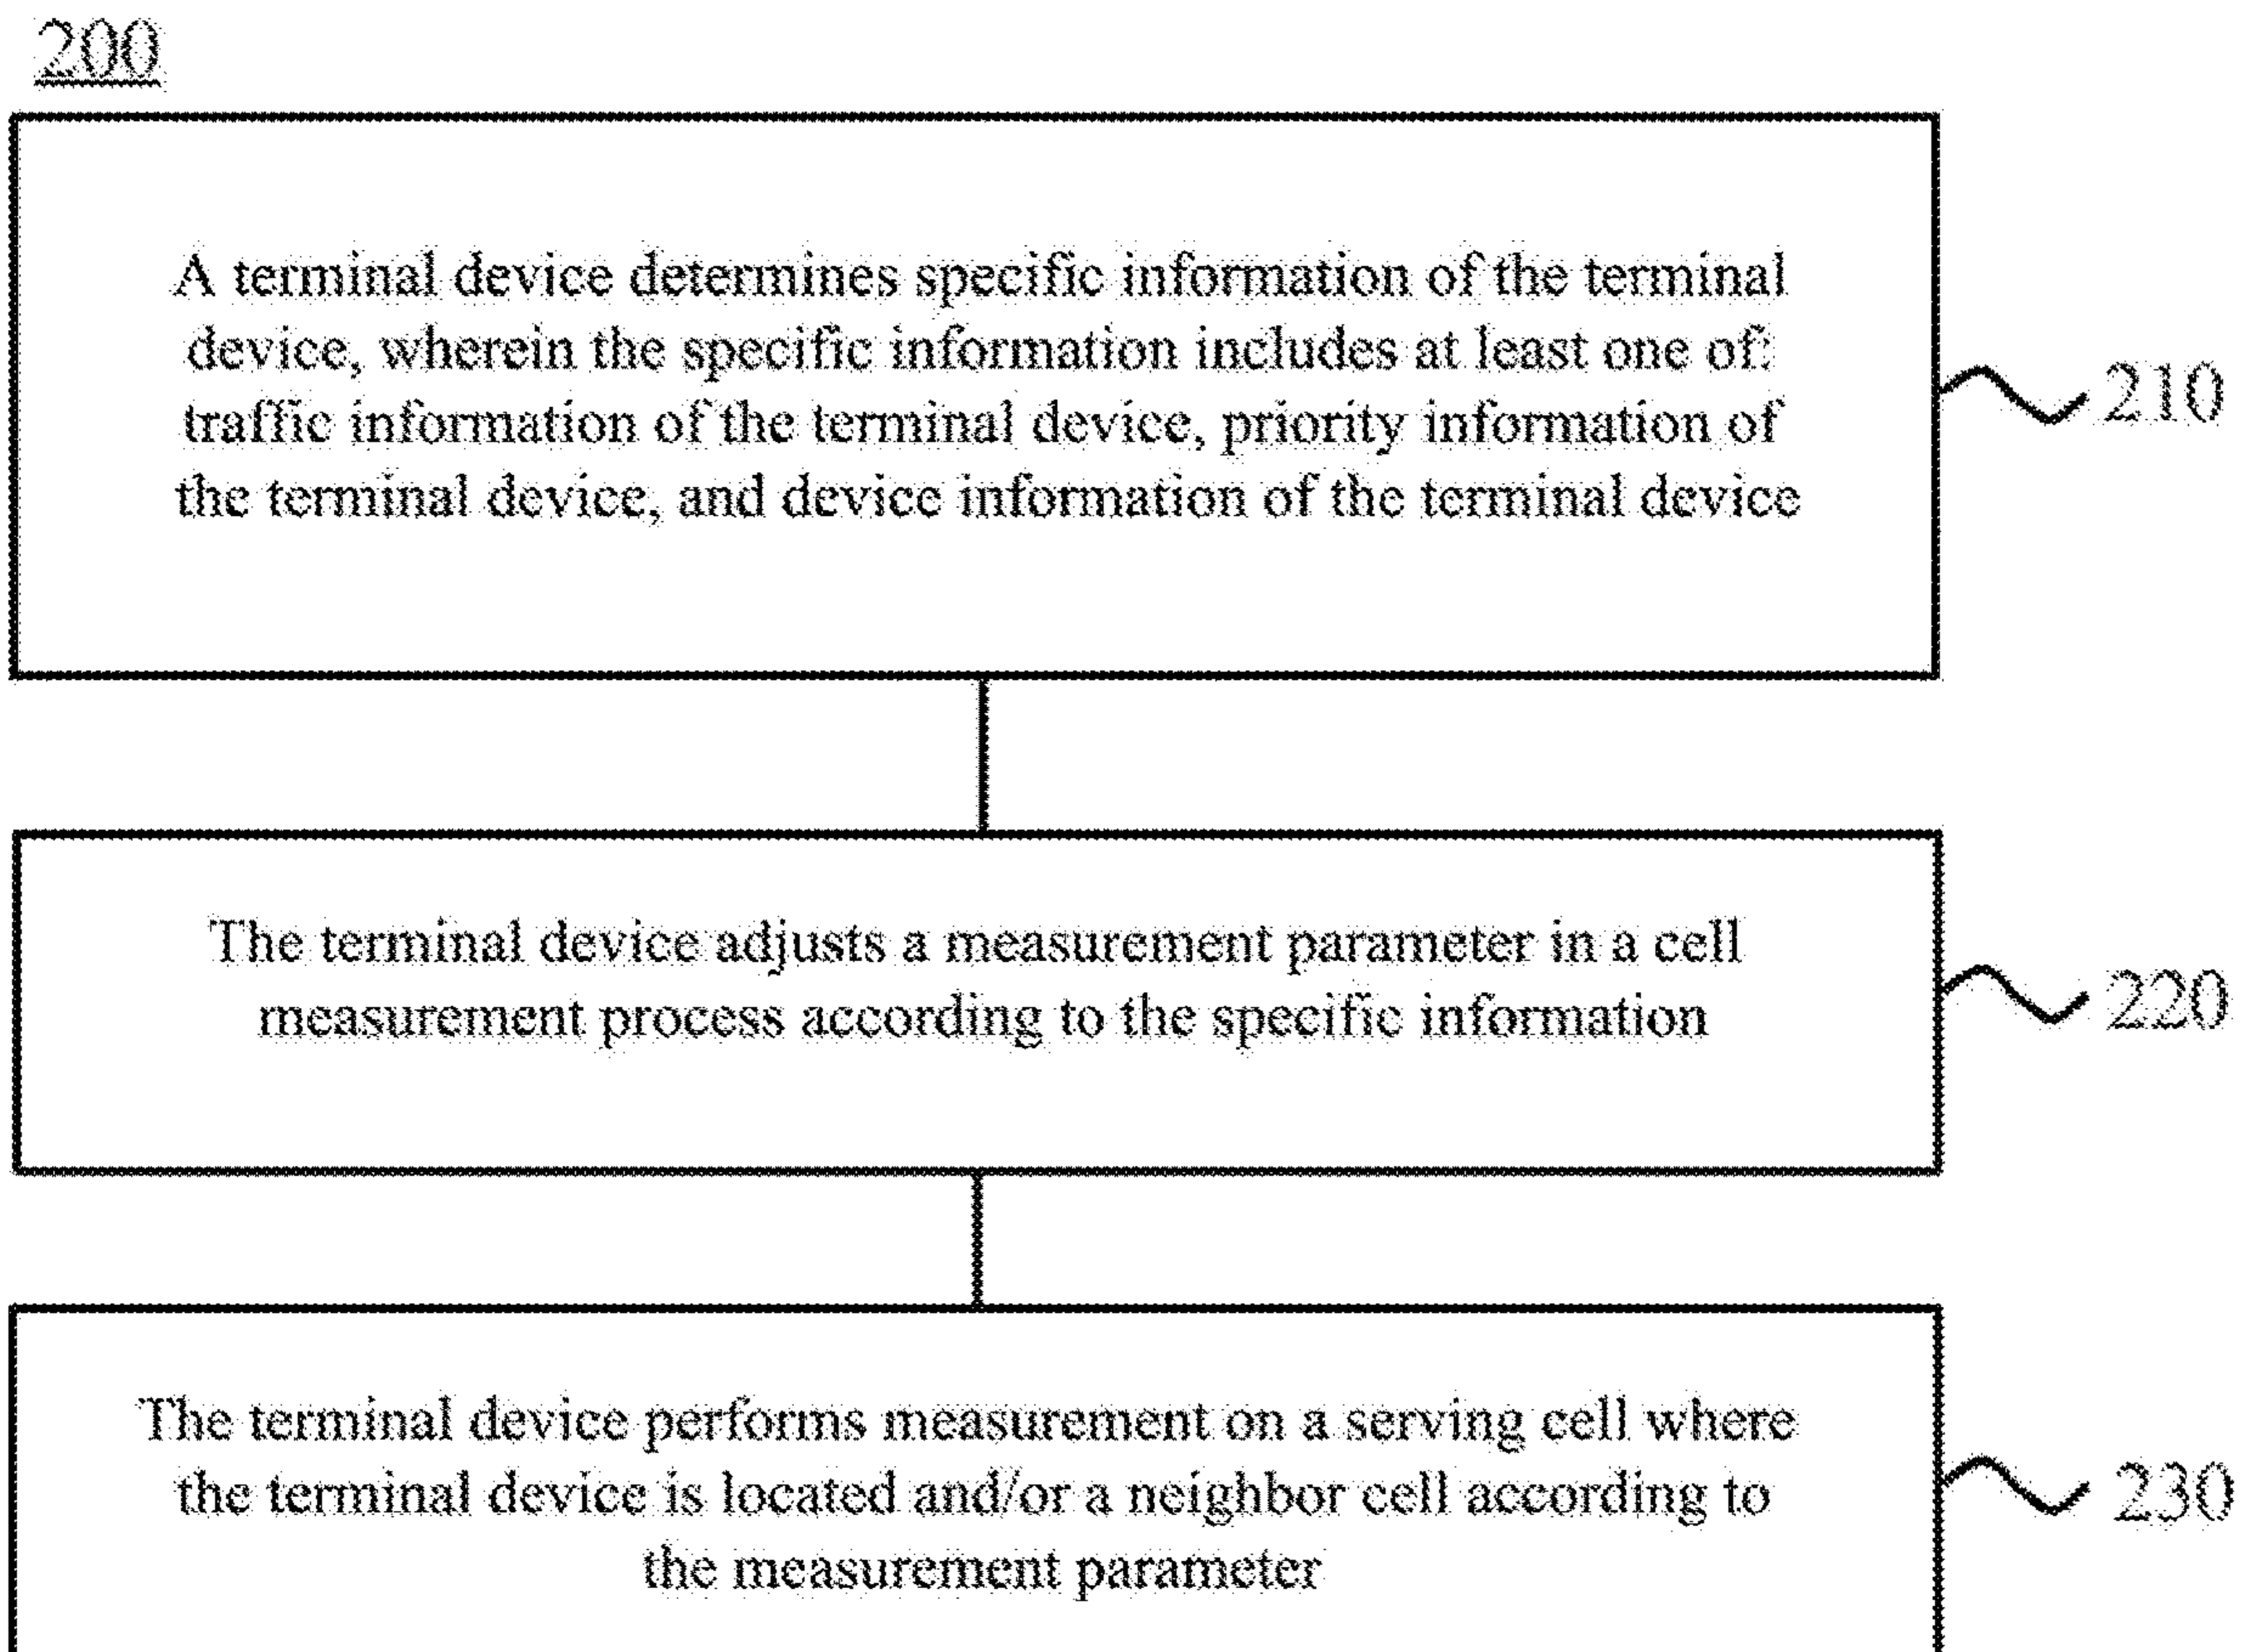 200
A terminal device determines specific information of the terminal
device, wherein the specific information includes at least one of:
traffic information of the terminal device, priority information of
the terminal device, and device information of the terminal device
210
The terminal device adjusts a measurement parameter in a cell
measurement process according to the specific information
220
The terminal device performs measurement on a serving cell where
the terminal device is located and/or a neighbor cell according to
the measurement parameter
230